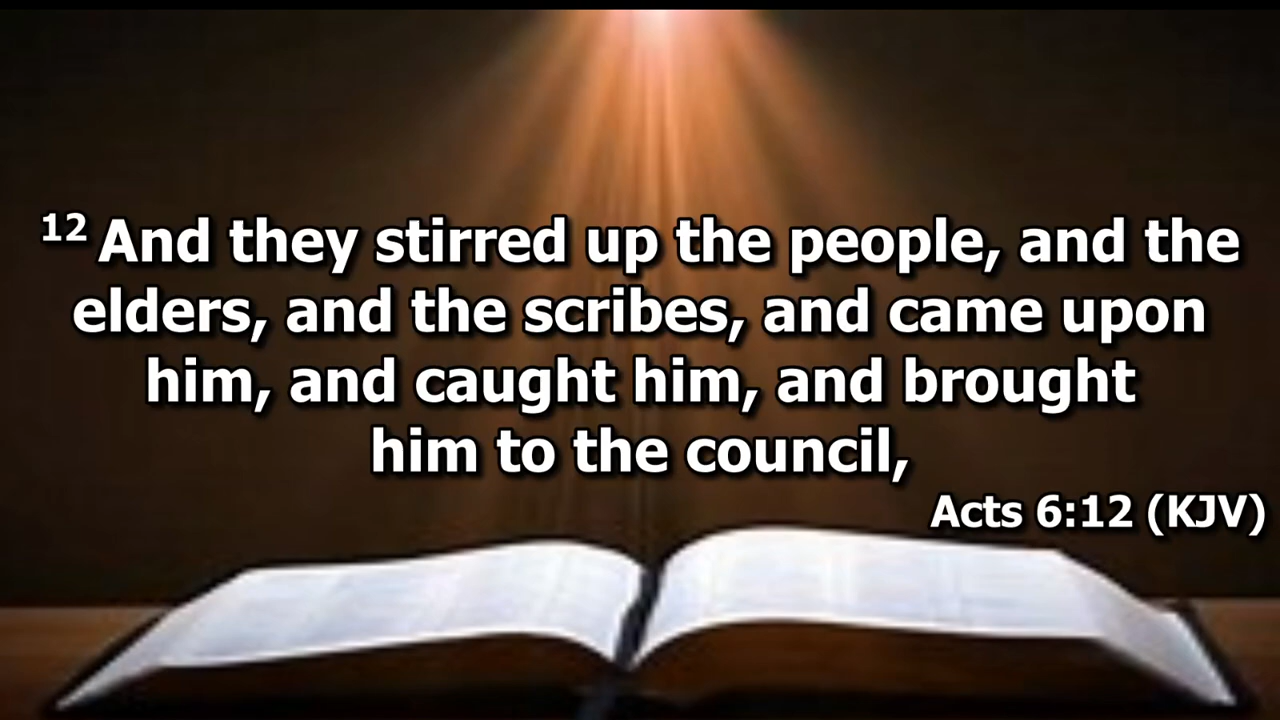 12 And they stirred up the people, and the
elders, and the scribes, and came upon
him, and caught him, and brought
him to the council,
Acts 6:12 (KJV)